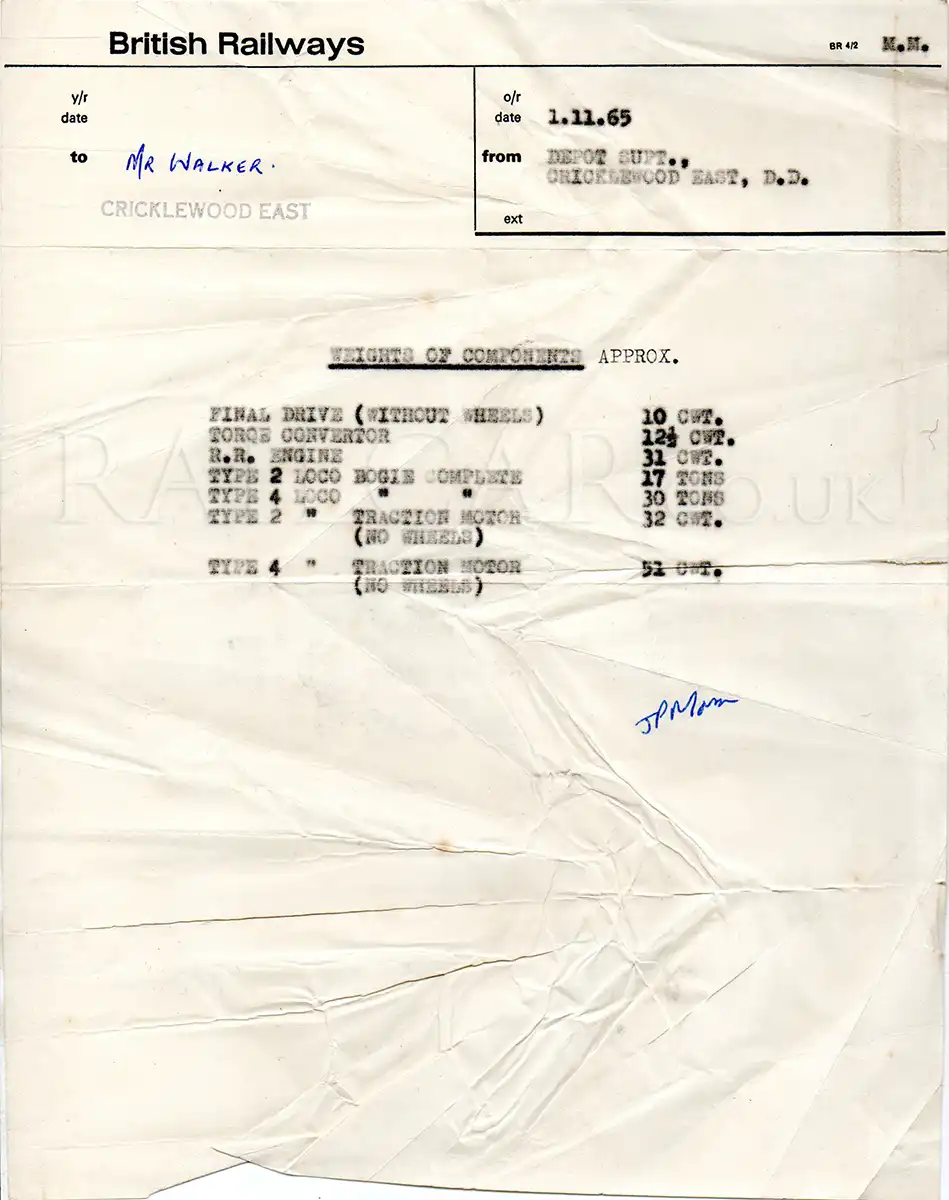 British Railways
BR 4/2 M.M.
y/r
date
to Mr Walker.
CRICKLEWOOD EAST
o/r
date 1.11.65
from DEPOT SUPT.,
CRICKLEWOOD EAST, D.D.
ext
WEIGHTS OF COMPONENTS APPROX.
FINAL DRIVE (WITHOUT WHEELS) 10 CWT.
TORQE CONVERTOR 12½ CWT.
R.R. ENGINE 31 CWT.
TYPE 2 LOCO BOGIE COMPLETE 17 TONS
TYPE 4 LOCO " " 30 TONS
TYPE 2 " TRACTION MOTOR 32 CWT.
(NO WHEELS)
TYPE 4 " TRACTION MOTOR 51 CWT.
(NO WHEELS)
RAILCAR.co.uk